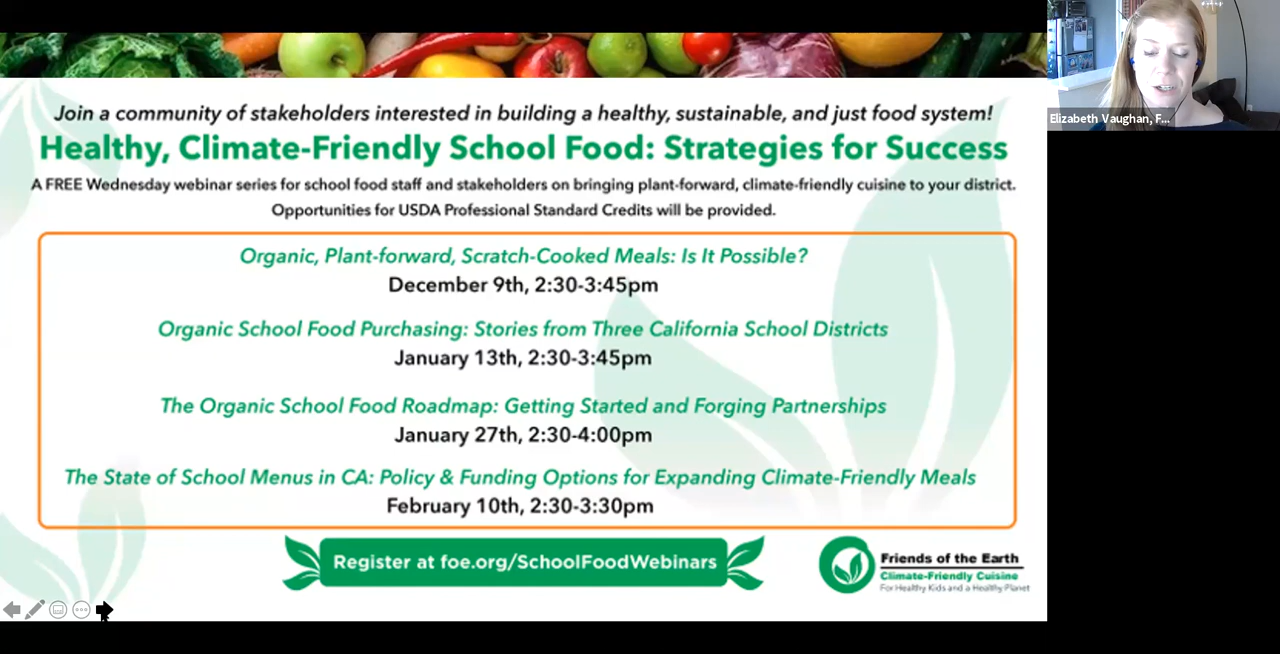 Join a community of stakeholders interested in building a healthy, sustainable, and just food system!
Healthy, Climate-Friendly School Food: Strategies for Success
A FREE Wednesday webinar series for school food staff and stakeholders on bringing plant-forward, climate-friendly cuisine to your district.
Opportunities for USDA Professional Standard Credits will be provided.
Organic, Plant-forward, Scratch-Cooked Meals: Is It Possible?
December 9th, 2:30-3:45pm
Organic School Food Purchasing: Stories from Three California School Districts
January 13th, 2:30-3:45pm
The Organic School Food Roadmap: Getting Started and Forging Partnerships
January 27th, 2:30-4:00pm
The State of School Menus in CA: Policy & Funding Options for Expanding Climate-Friendly Meals
February 10th, 2:30-3:30pm
Register at foe.org/SchoolFoodWebinars
Friends of the Earth
Climate-Friendly Cuisine
For Healthy Kids and a Healthy Planet
Elizabeth Vaughan, F...